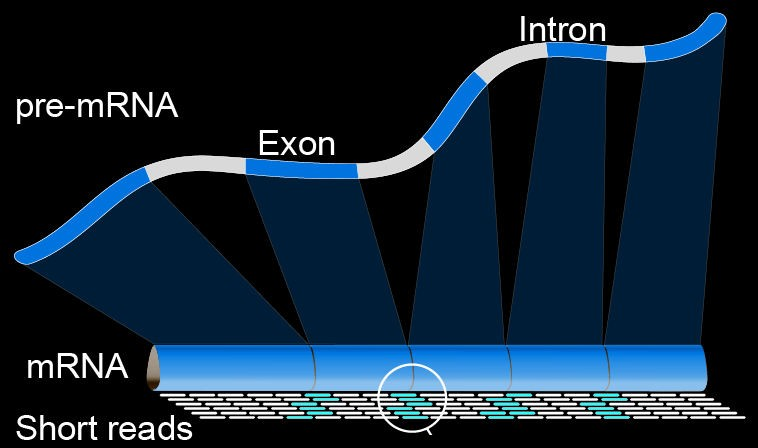 Intron
pre-mRNA
Exon
mRNA
Short reads